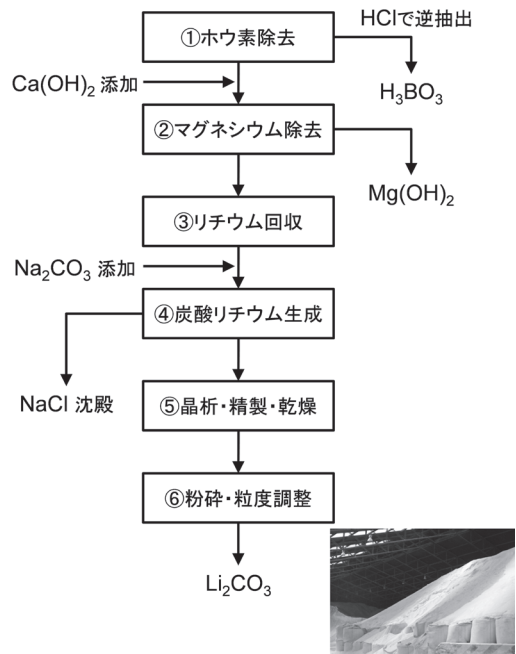 ①ホウ素除去
HClで逆抽出
H₃BO₃
Ca(OH)₂ 添加
②マグネシウム除去
Mg(OH)₂
③リチウム回収
Na₂CO₃ 添加
④炭酸リチウム生成
NaCl 沈殿
⑤晶析・精製・乾燥
⑥粉砕・粒度調整
Li₂CO₃